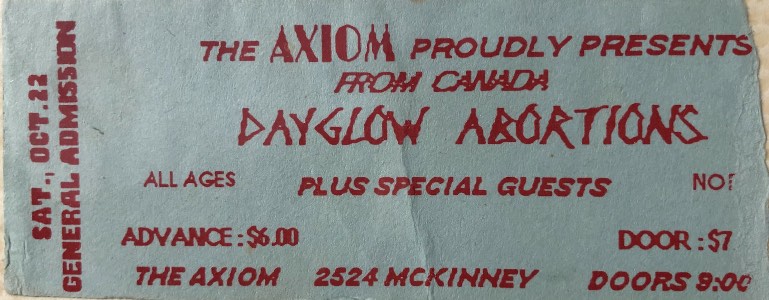 SAT., OCT. 22
GENERAL ADMISSION
THE AXIOM PROUDLY PRESENTS
FROM CANADA
DAYGLOW ABORTIONS
ALL AGES PLUS SPECIAL GUESTS
ADVANCE : $6.00 DOOR : $7
THE AXIOM 2524 MCKINNEY DOORS 9:00